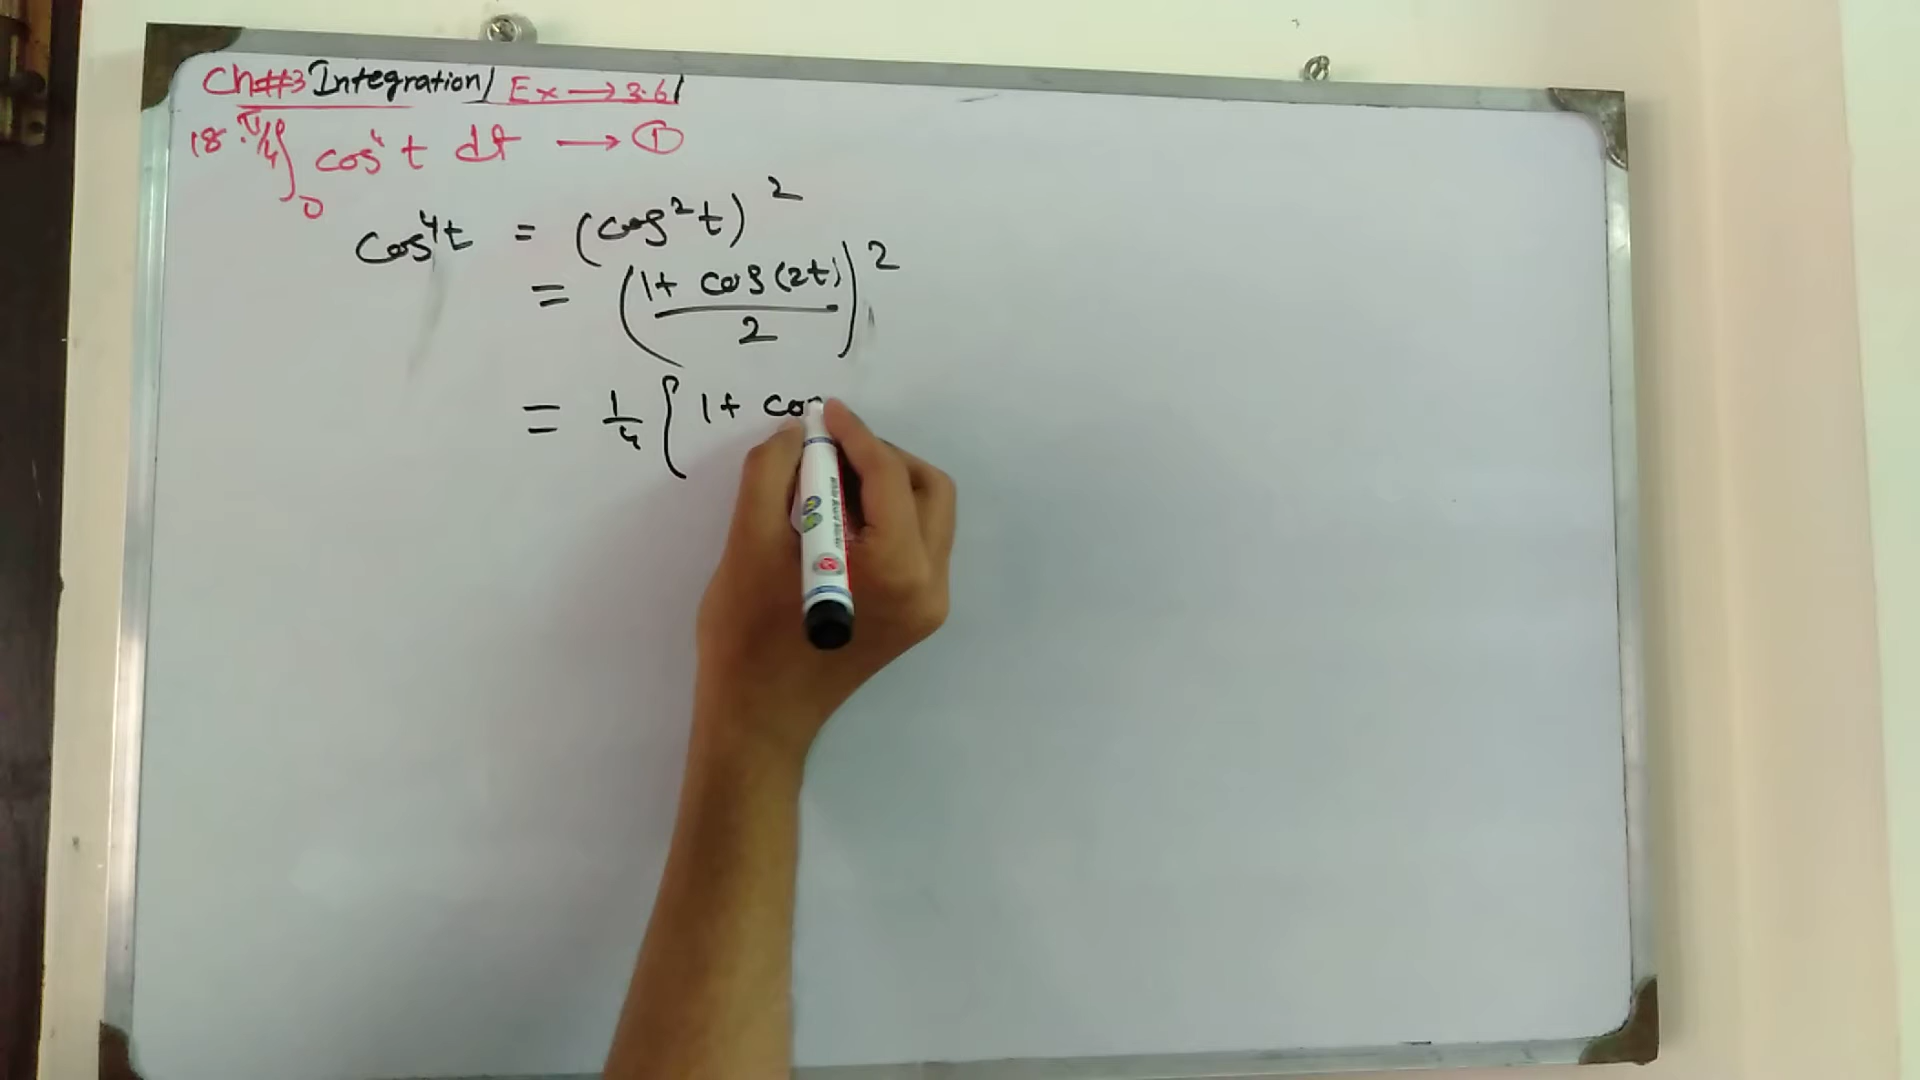 Ch#3 Integration/ Ex → 3.6/
18. ∫₀^π/4 cos⁴ t dt → ①
cos⁴t = (cos²t)²
= ((1+ cos(2t))/2)²
= 1/4 [ 1+ cos